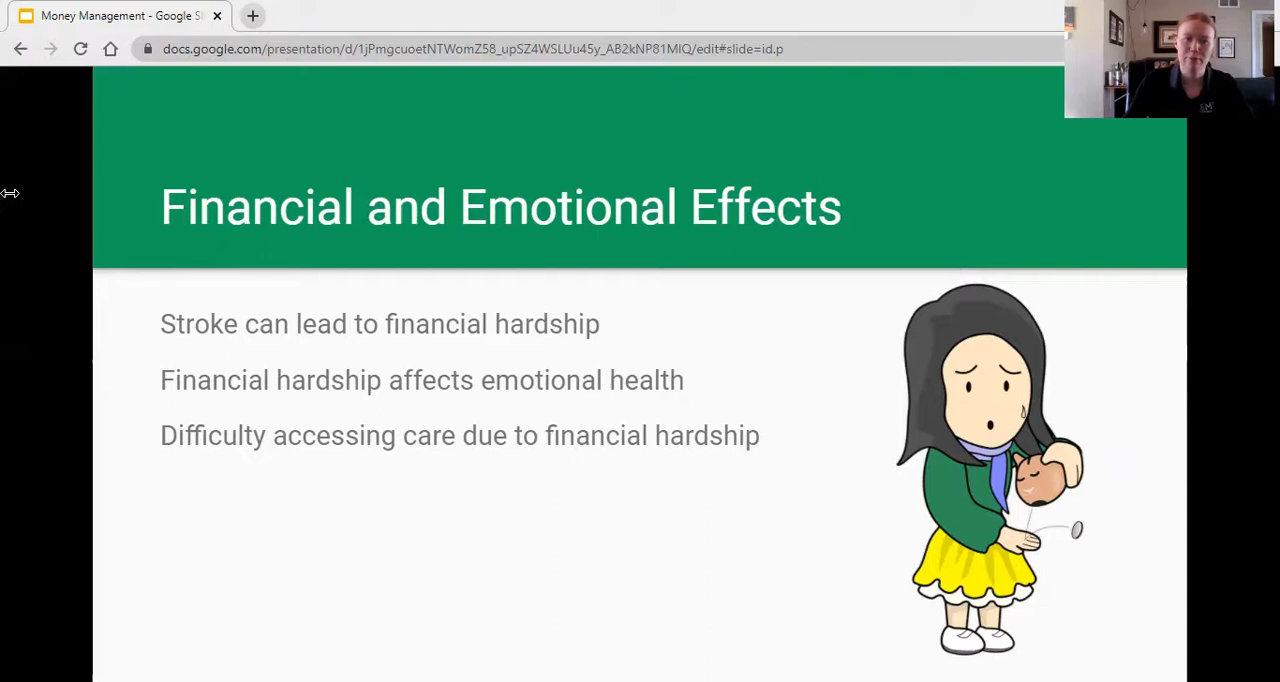 Money Management - Google Sl
docs.google.com/presentation/d/1jPmgcuoetNTWomZ58_upSZ4WSLUu45y_AB2kNP81MIQ/edit#slide=id.p
Financial and Emotional Effects
Stroke can lead to financial hardship
Financial hardship affects emotional health
Difficulty accessing care due to financial hardship